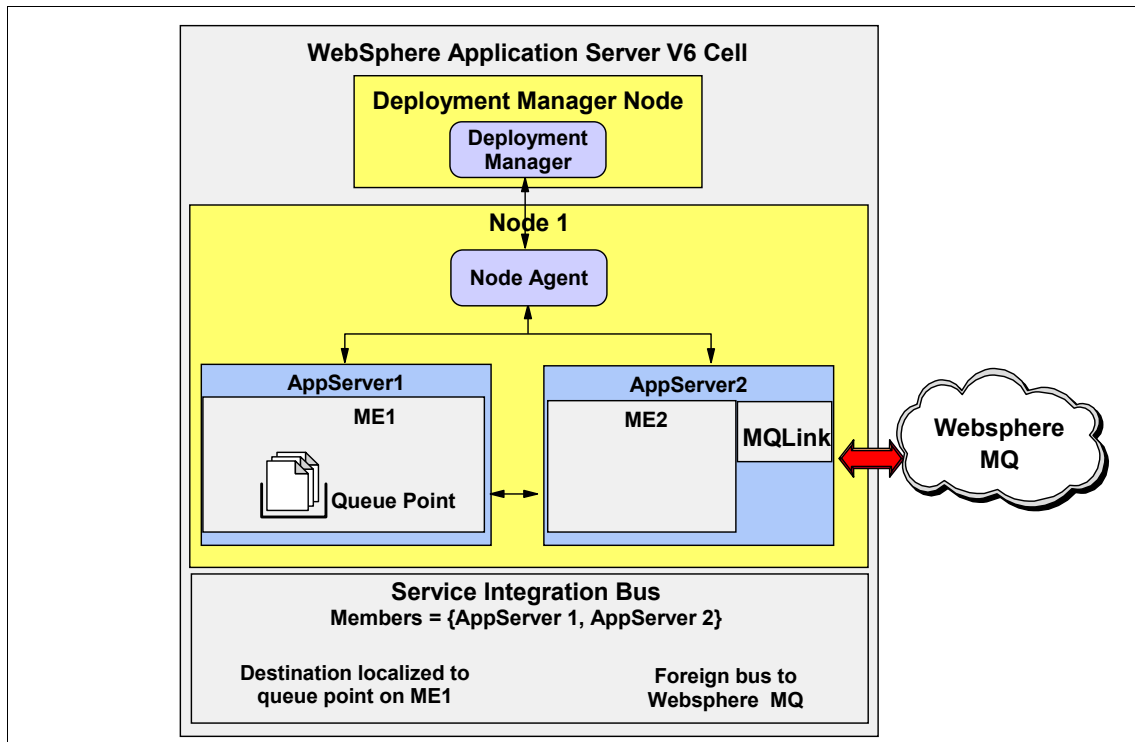 WebSphere Application Server V6 Cell
Deployment Manager Node
Deployment
Manager
Node 1
Node Agent
AppServer1
ME1
Queue Point
AppServer2
ME2
MQLink
Websphere
MQ
Service Integration Bus
Members = {AppServer 1, AppServer 2}
Destination localized to
queue point on ME1
Foreign bus to
Websphere MQ